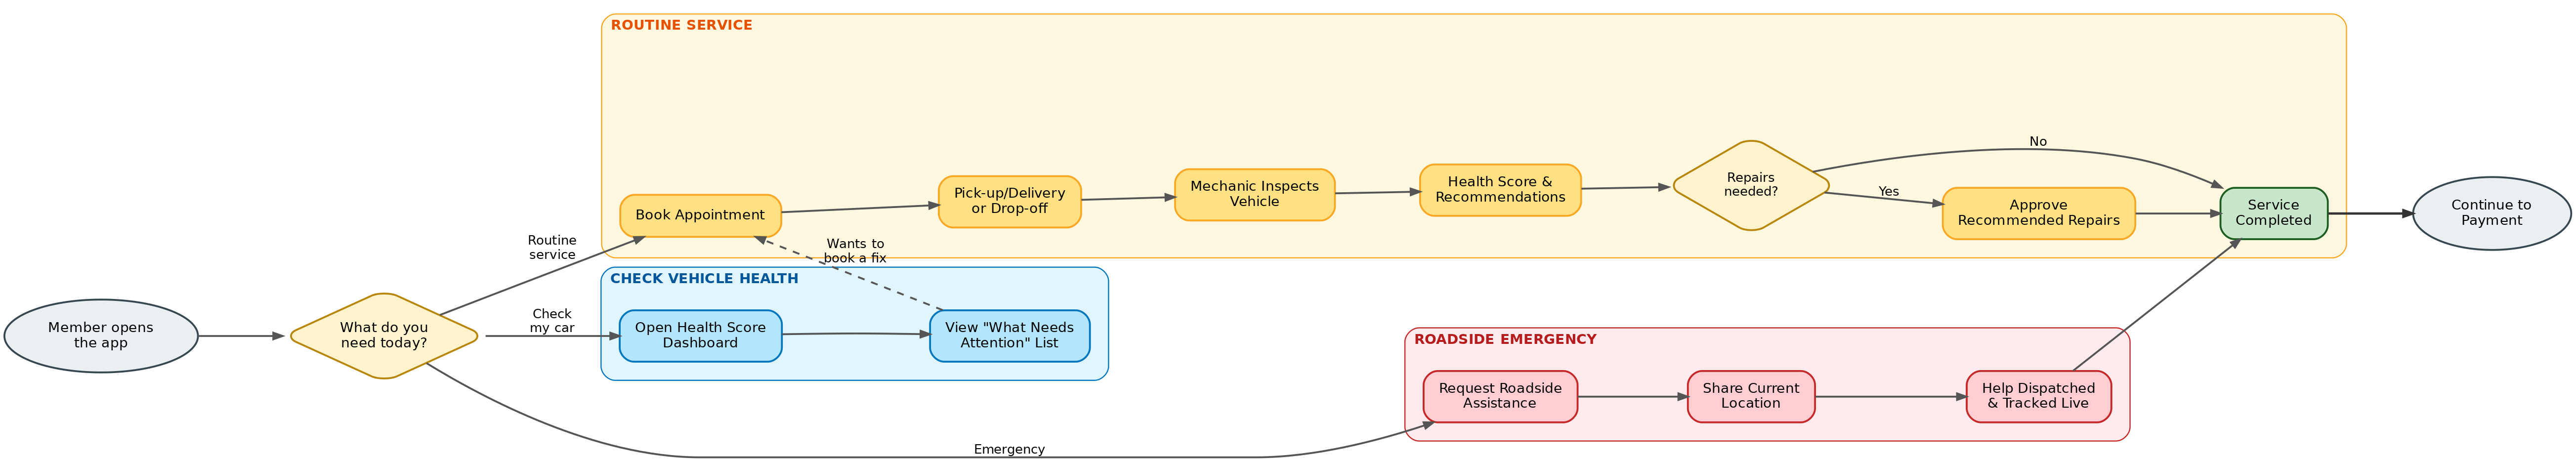 ROUTINE SERVICE
Book Appointment
Pick-up/Delivery
or Drop-off
Mechanic Inspects
Vehicle
Health Score &
Recommendations
Repairs
needed?
No
Yes
Approve
Recommended Repairs
Service
Completed
Continue to
Payment
Routine
service
Wants to
book a fix
Member opens
the app
What do you
need today?
Check
my car
CHECK VEHICLE HEALTH
Open Health Score
Dashboard
View "What Needs
Attention" List
Emergency
ROADSIDE EMERGENCY
Request Roadside
Assistance
Share Current
Location
Help Dispatched
& Tracked Live